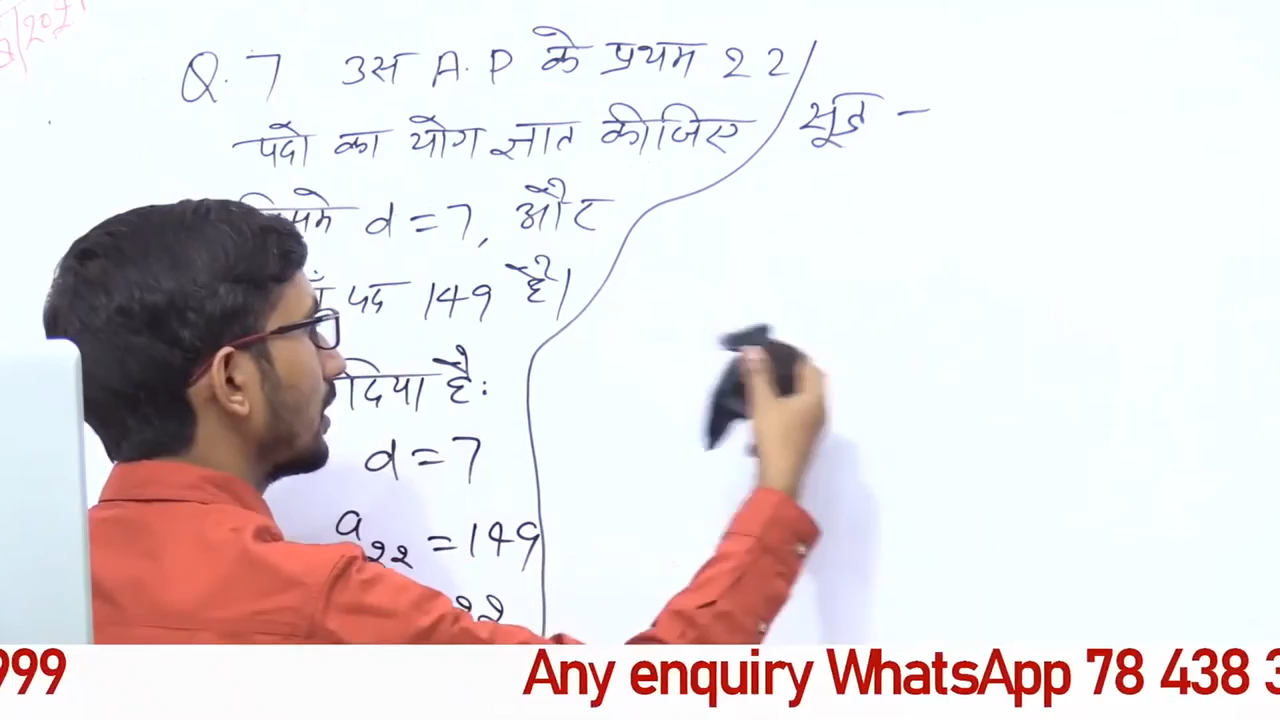 Q. 7 उस A.P के प्रथम 22
पदो का योग ज्ञात कीजिए
d = 7, और
पद 149 है।
दिया है:
d = 7
a22 = 149
22
सूत्र -
999 Any enquiry WhatsApp 78 438 3